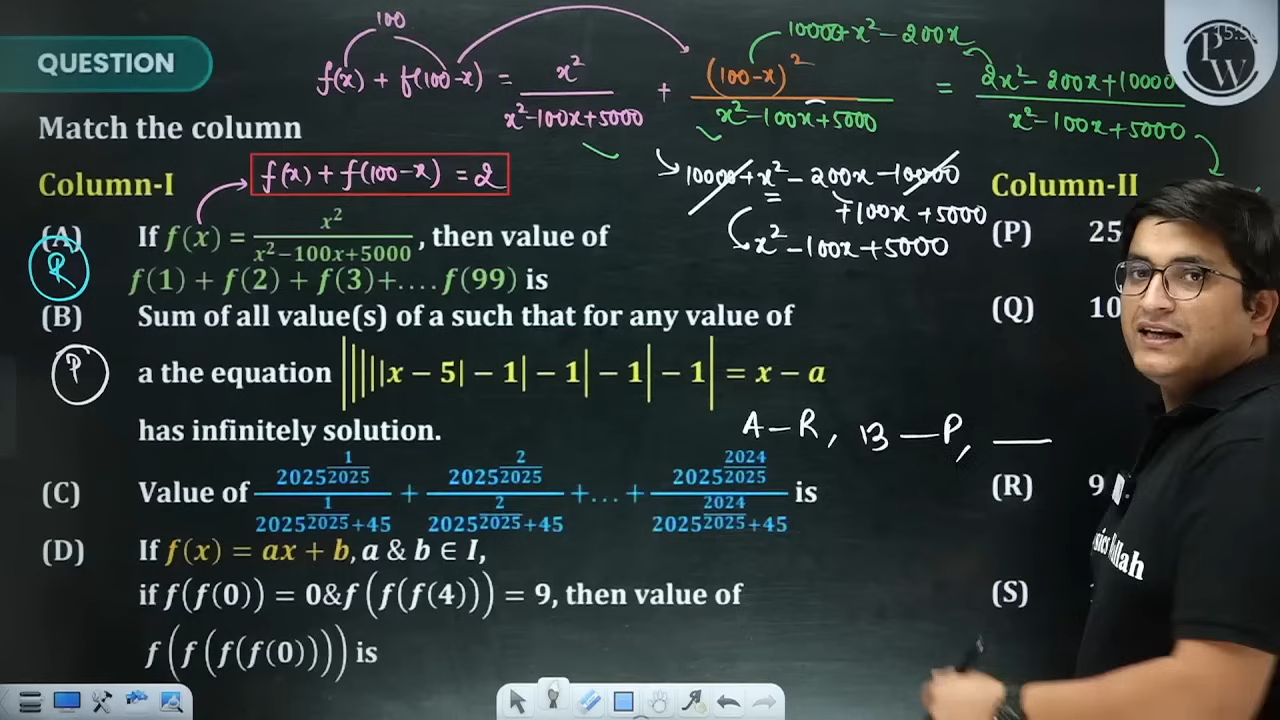 100
10000+x² − 200x
15:5
QUESTION
f(x) + f(100−x) = x²/(x²−100x+5000) + (100−x)²/(x²−100x+5000) = (2x² − 200x + 10000)/(x²−100x+5000)
PW
Match the column
f(x) + f(100−x) = 2
10000 + x² − 200x − 10000
+100x + 5000
x² − 100x + 5000
Column-I
Column-II
(A) If f(x) = x²/(x²−100x+5000), then value of
R
f(1) + f(2) + f(3)+…. f(99) is
(P) 25
(B) Sum of all value(s) of a such that for any value of
(Q) 10
P
a the equation |||||x − 5| − 1| − 1| − 1| − 1| = x − a
has infinitely solution.
A − R, B − P,
(C) Value of 2025^(1/2025)/(2025^(1/2025)+45) + 2025^(2/2025)/(2025^(2/2025)+45) +…+ 2025^(2024/2025)/(2025^(2024/2025)+45) is
(R) 9
(D) If f(x) = ax + b, a & b ∈ I,
if f(f(0)) = 0&f(f(f(4))) = 9, then value of
(S)
f(f(f(f(0)))) is